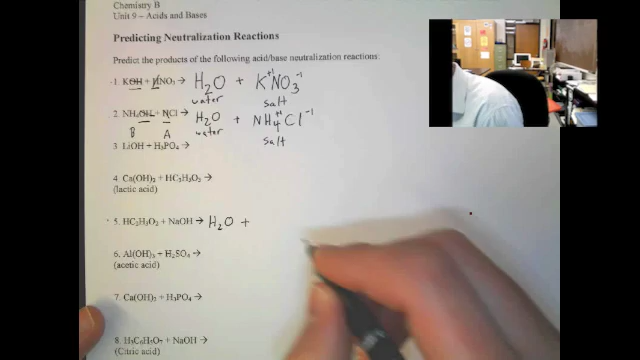 Chemistry B
Unit 9 – Acids and Bases
Predicting Neutralization Reactions
Predict the products of the following acid/base neutralization reactions:
1. KOH + HNO₃ → H₂O + K⁺¹NO₃⁻¹
water salt
2. NH₄OH + HCl → H₂O + NH₄⁺¹Cl⁻¹
B A water salt
3 LiOH + H₃PO₄ →
4. Ca(OH)₂ +
(lactic acid)
5. HC₂H₃O₂ + NaOH → H₂O +
6. Al(OH)₃ + H₂SO₄ →
(acetic acid)
7. Ca(OH)₂ + H₃PO₄ →
8. H₃C₆H₅O₇ + NaOH →
(Citric acid)